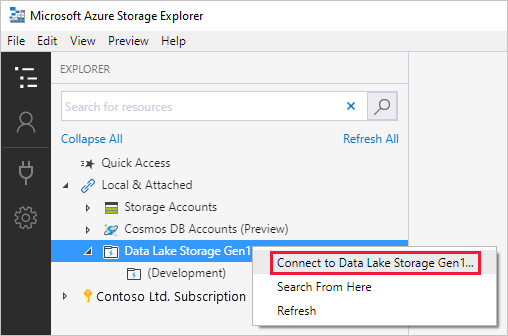 Microsoft Azure Storage Explorer
File Edit View Preview Help
EXPLORER
Search for resources
Collapse All Refresh All
Quick Access
Local & Attached
Storage Accounts
Cosmos DB Accounts (Preview)
Data Lake Storage Gen1
Connect to Data Lake Storage Gen1...
(Development)
Search From Here
Contoso Ltd. Subscription
Refresh